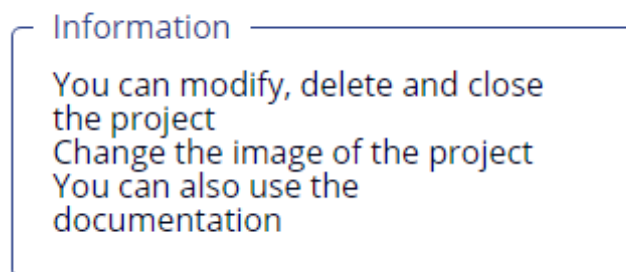 Information
You can modify, delete and close
the project
Change the image of the project
You can also use the
documentation